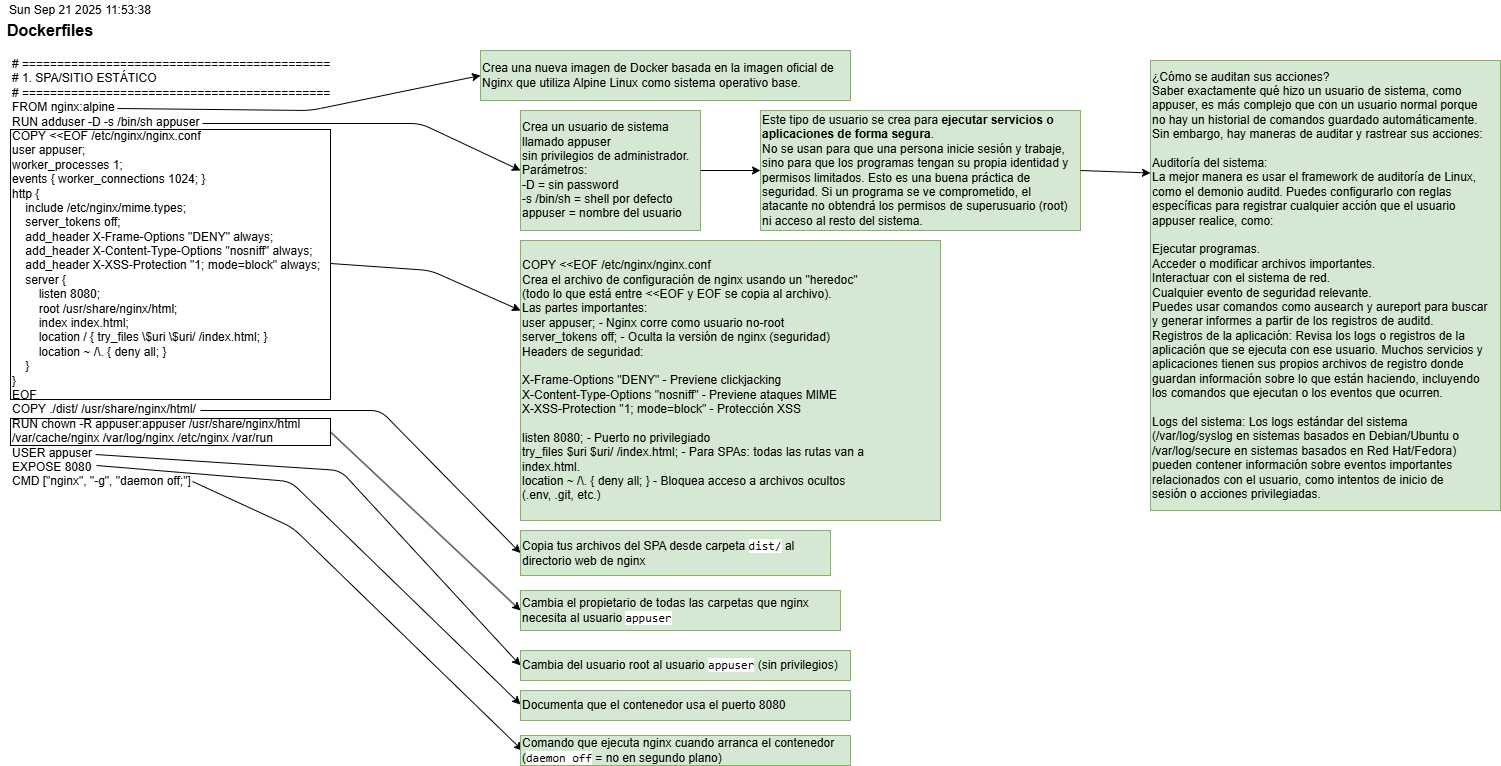 Sun Sep 21 2025 11:53:38
Dockerfiles
# ============================================
# 1. SPA/SITIO ESTÁTICO
# ============================================
FROM nginx:alpine
RUN adduser -D -s /bin/sh appuser
COPY <<EOF /etc/nginx/nginx.conf
user appuser;
worker_processes 1;
events { worker_connections 1024; }
http {
include /etc/nginx/mime.types;
server_tokens off;
add_header X-Frame-Options "DENY" always;
add_header X-Content-Type-Options "nosniff" always;
add_header X-XSS-Protection "1; mode=block" always;
server {
listen 8080;
root /usr/share/nginx/html;
index index.html;
location / { try_files \$uri \$uri/ /index.html; }
location ~ /\. { deny all; }
}
}
EOF
COPY ./dist/ /usr/share/nginx/html/
RUN chown -R appuser:appuser /usr/share/nginx/html
/var/cache/nginx /var/log/nginx /etc/nginx /var/run
USER appuser
EXPOSE 8080
CMD ["nginx", "-g", "daemon off;"]
Crea una nueva imagen de Docker basada en la imagen oficial de
Nginx que utiliza Alpine Linux como sistema operativo base.
Crea un usuario de sistema
llamado appuser
sin privilegios de administrador.
Parámetros:
-D = sin password
-s /bin/sh = shell por defecto
appuser = nombre del usuario
Este tipo de usuario se crea para ejecutar servicios o
aplicaciones de forma segura.
No se usan para que una persona inicie sesión y trabaje,
sino para que los programas tengan su propia identidad y
permisos limitados. Esto es una buena práctica de
seguridad. Si un programa se ve comprometido, el
atacante no obtendrá los permisos de superusuario (root)
ni acceso al resto del sistema.
¿Cómo se auditan sus acciones?
Saber exactamente qué hizo un usuario de sistema, como
appuser, es más complejo que con un usuario normal porque
no hay un historial de comandos guardado automáticamente.
Sin embargo, hay maneras de auditar y rastrear sus acciones:
Auditoría del sistema:
La mejor manera es usar el framework de auditoría de Linux,
como el demonio auditd. Puedes configurarlo con reglas
específicas para registrar cualquier acción que el usuario
appuser realice, como:
Ejecutar programas.
Acceder o modificar archivos importantes.
Interactuar con el sistema de red.
Cualquier evento de seguridad relevante.
Puedes usar comandos como ausearch y aureport para buscar
y generar informes a partir de los registros de auditd.
Registros de la aplicación: Revisa los logs o registros de la
aplicación que se ejecuta con ese usuario. Muchos servicios y
aplicaciones tienen sus propios archivos de registro donde
guardan información sobre lo que están haciendo, incluyendo
los comandos que ejecutan o los eventos que ocurren.
Logs del sistema: Los logs estándar del sistema
(/var/log/syslog en sistemas basados en Debian/Ubuntu o
/var/log/secure en sistemas basados en Red Hat/Fedora)
pueden contener información sobre eventos importantes
relacionados con el usuario, como intentos de inicio de
sesión o acciones privilegiadas.
COPY <<EOF /etc/nginx/nginx.conf
Crea el archivo de configuración de nginx usando un "heredoc"
(todo lo que está entre <<EOF y EOF se copia al archivo).
Las partes importantes:
user appuser; - Nginx corre como usuario no-root
server_tokens off; - Oculta la versión de nginx (seguridad)
Headers de seguridad:
X-Frame-Options "DENY" - Previene clickjacking
X-Content-Type-Options "nosniff" - Previene ataques MIME
X-XSS-Protection "1; mode=block" - Protección XSS
listen 8080; - Puerto no privilegiado
try_files $uri $uri/ /index.html; - Para SPAs: todas las rutas van a
index.html.
location ~ /\. { deny all; } - Bloquea acceso a archivos ocultos
(.env, .git, etc.)
Copia tus archivos del SPA desde carpeta dist/ al
directorio web de nginx
Cambia el propietario de todas las carpetas que nginx
necesita al usuario appuser
Cambia del usuario root al usuario appuser (sin privilegios)
Documenta que el contenedor usa el puerto 8080
Comando que ejecuta nginx cuando arranca el contenedor
(daemon off = no en segundo plano)